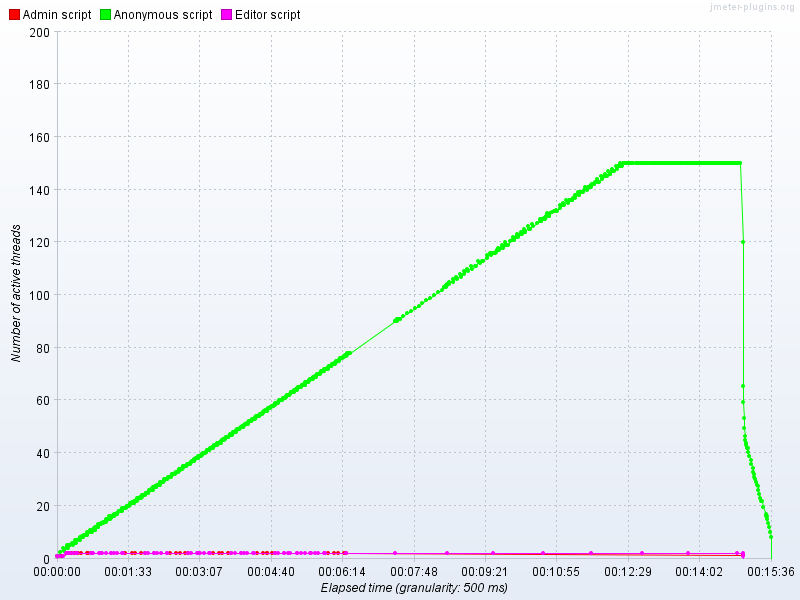 jmeter-plugins.org
Admin script Anonymous script Editor script
200
180
160
140
120
100
80
60
40
20
0
Number of active threads
00:00:00 00:01:33 00:03:07 00:04:40 00:06:14 00:07:48 00:09:21 00:10:55 00:12:29 00:14:02 00:15:36
Elapsed time (granularity: 500 ms)